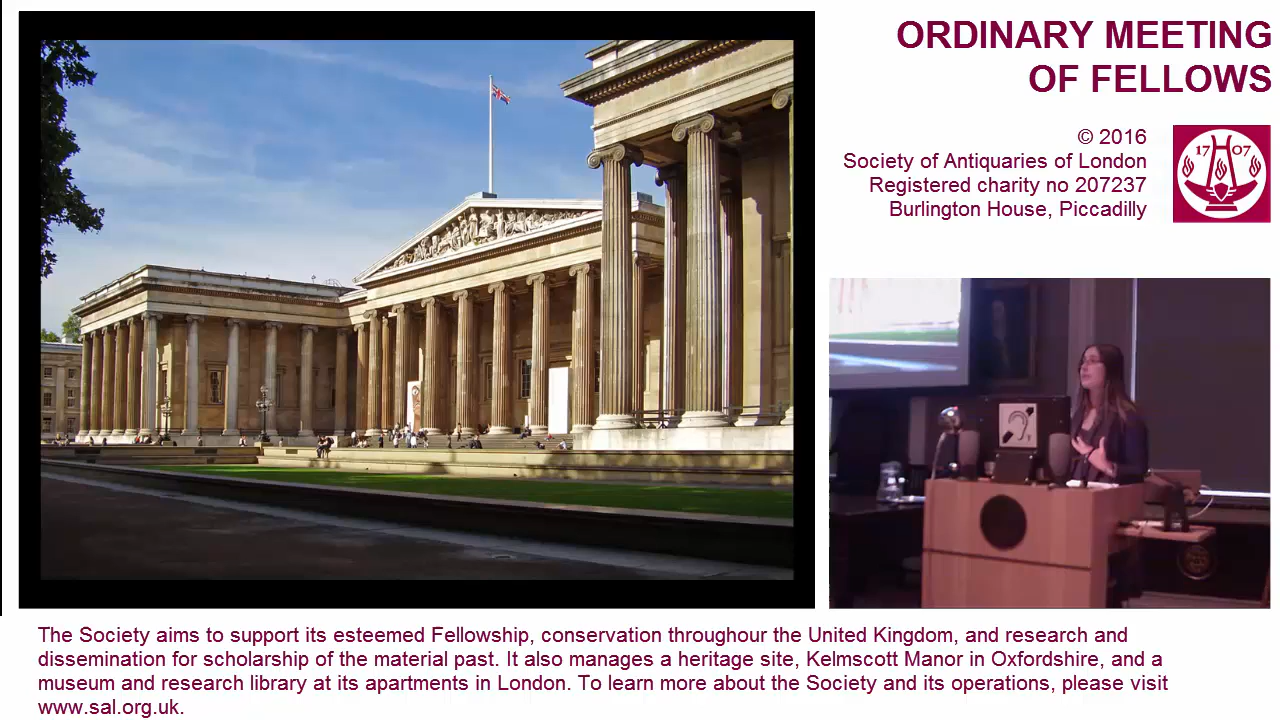 ORDINARY MEETING
OF FELLOWS
© 2016
Society of Antiquaries of London
Registered charity no 207237
Burlington House, Piccadilly
17 07
The Society aims to support its esteemed Fellowship, conservation throughour the United Kingdom, and research and
dissemination for scholarship of the material past. It also manages a heritage site, Kelmscott Manor in Oxfordshire, and a
museum and research library at its apartments in London. To learn more about the Society and its operations, please visit
www.sal.org.uk.